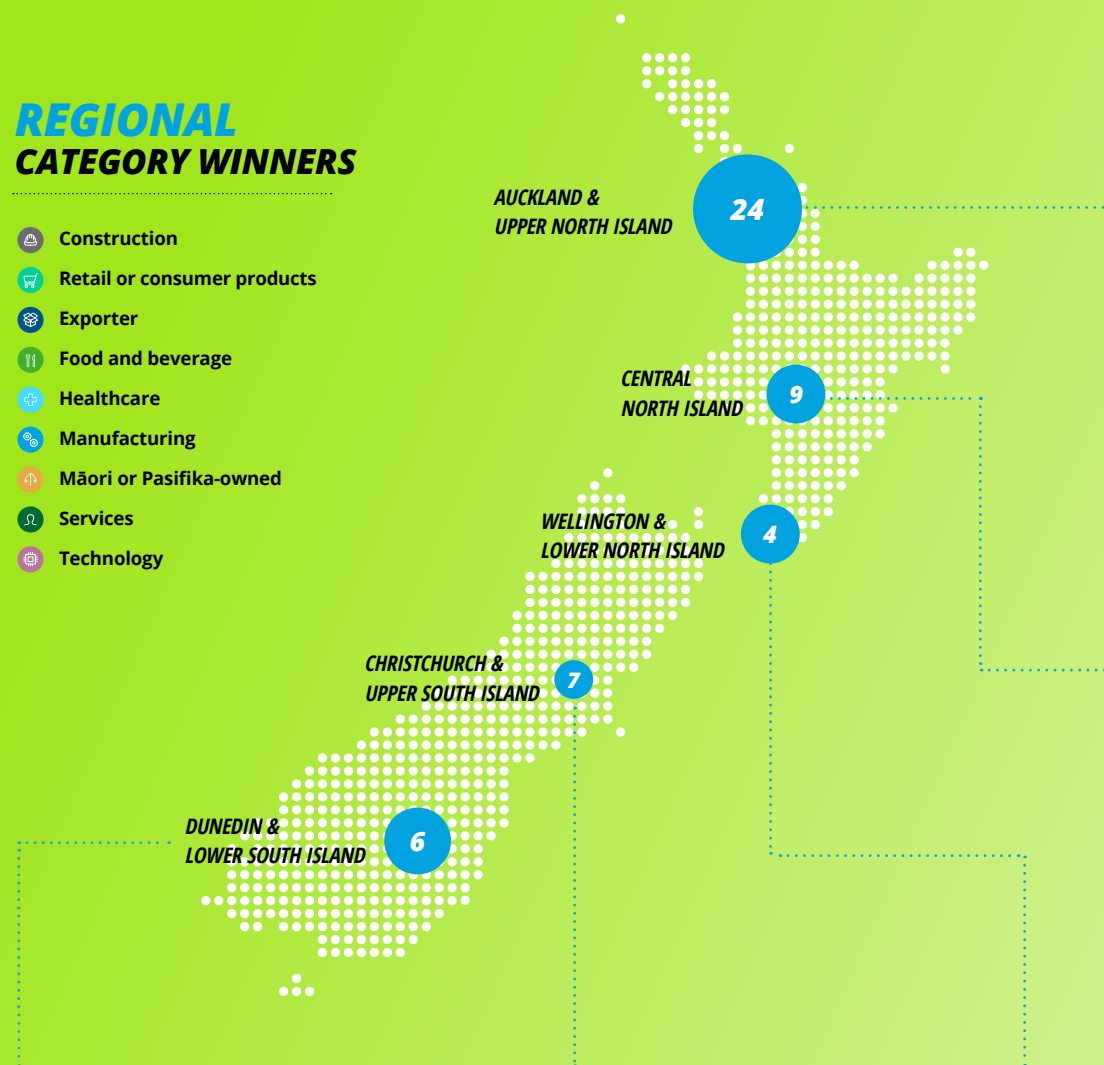 REGIONAL
CATEGORY WINNERS
Construction
Retail or consumer products
Exporter
Food and beverage
Healthcare
Manufacturing
Māori or Pasifika-owned
Services
Technology
AUCKLAND &
UPPER NORTH ISLAND
24
CENTRAL
NORTH ISLAND
9
WELLINGTON &
LOWER NORTH ISLAND
4
CHRISTCHURCH &
UPPER SOUTH ISLAND
7
DUNEDIN &
LOWER SOUTH ISLAND
6